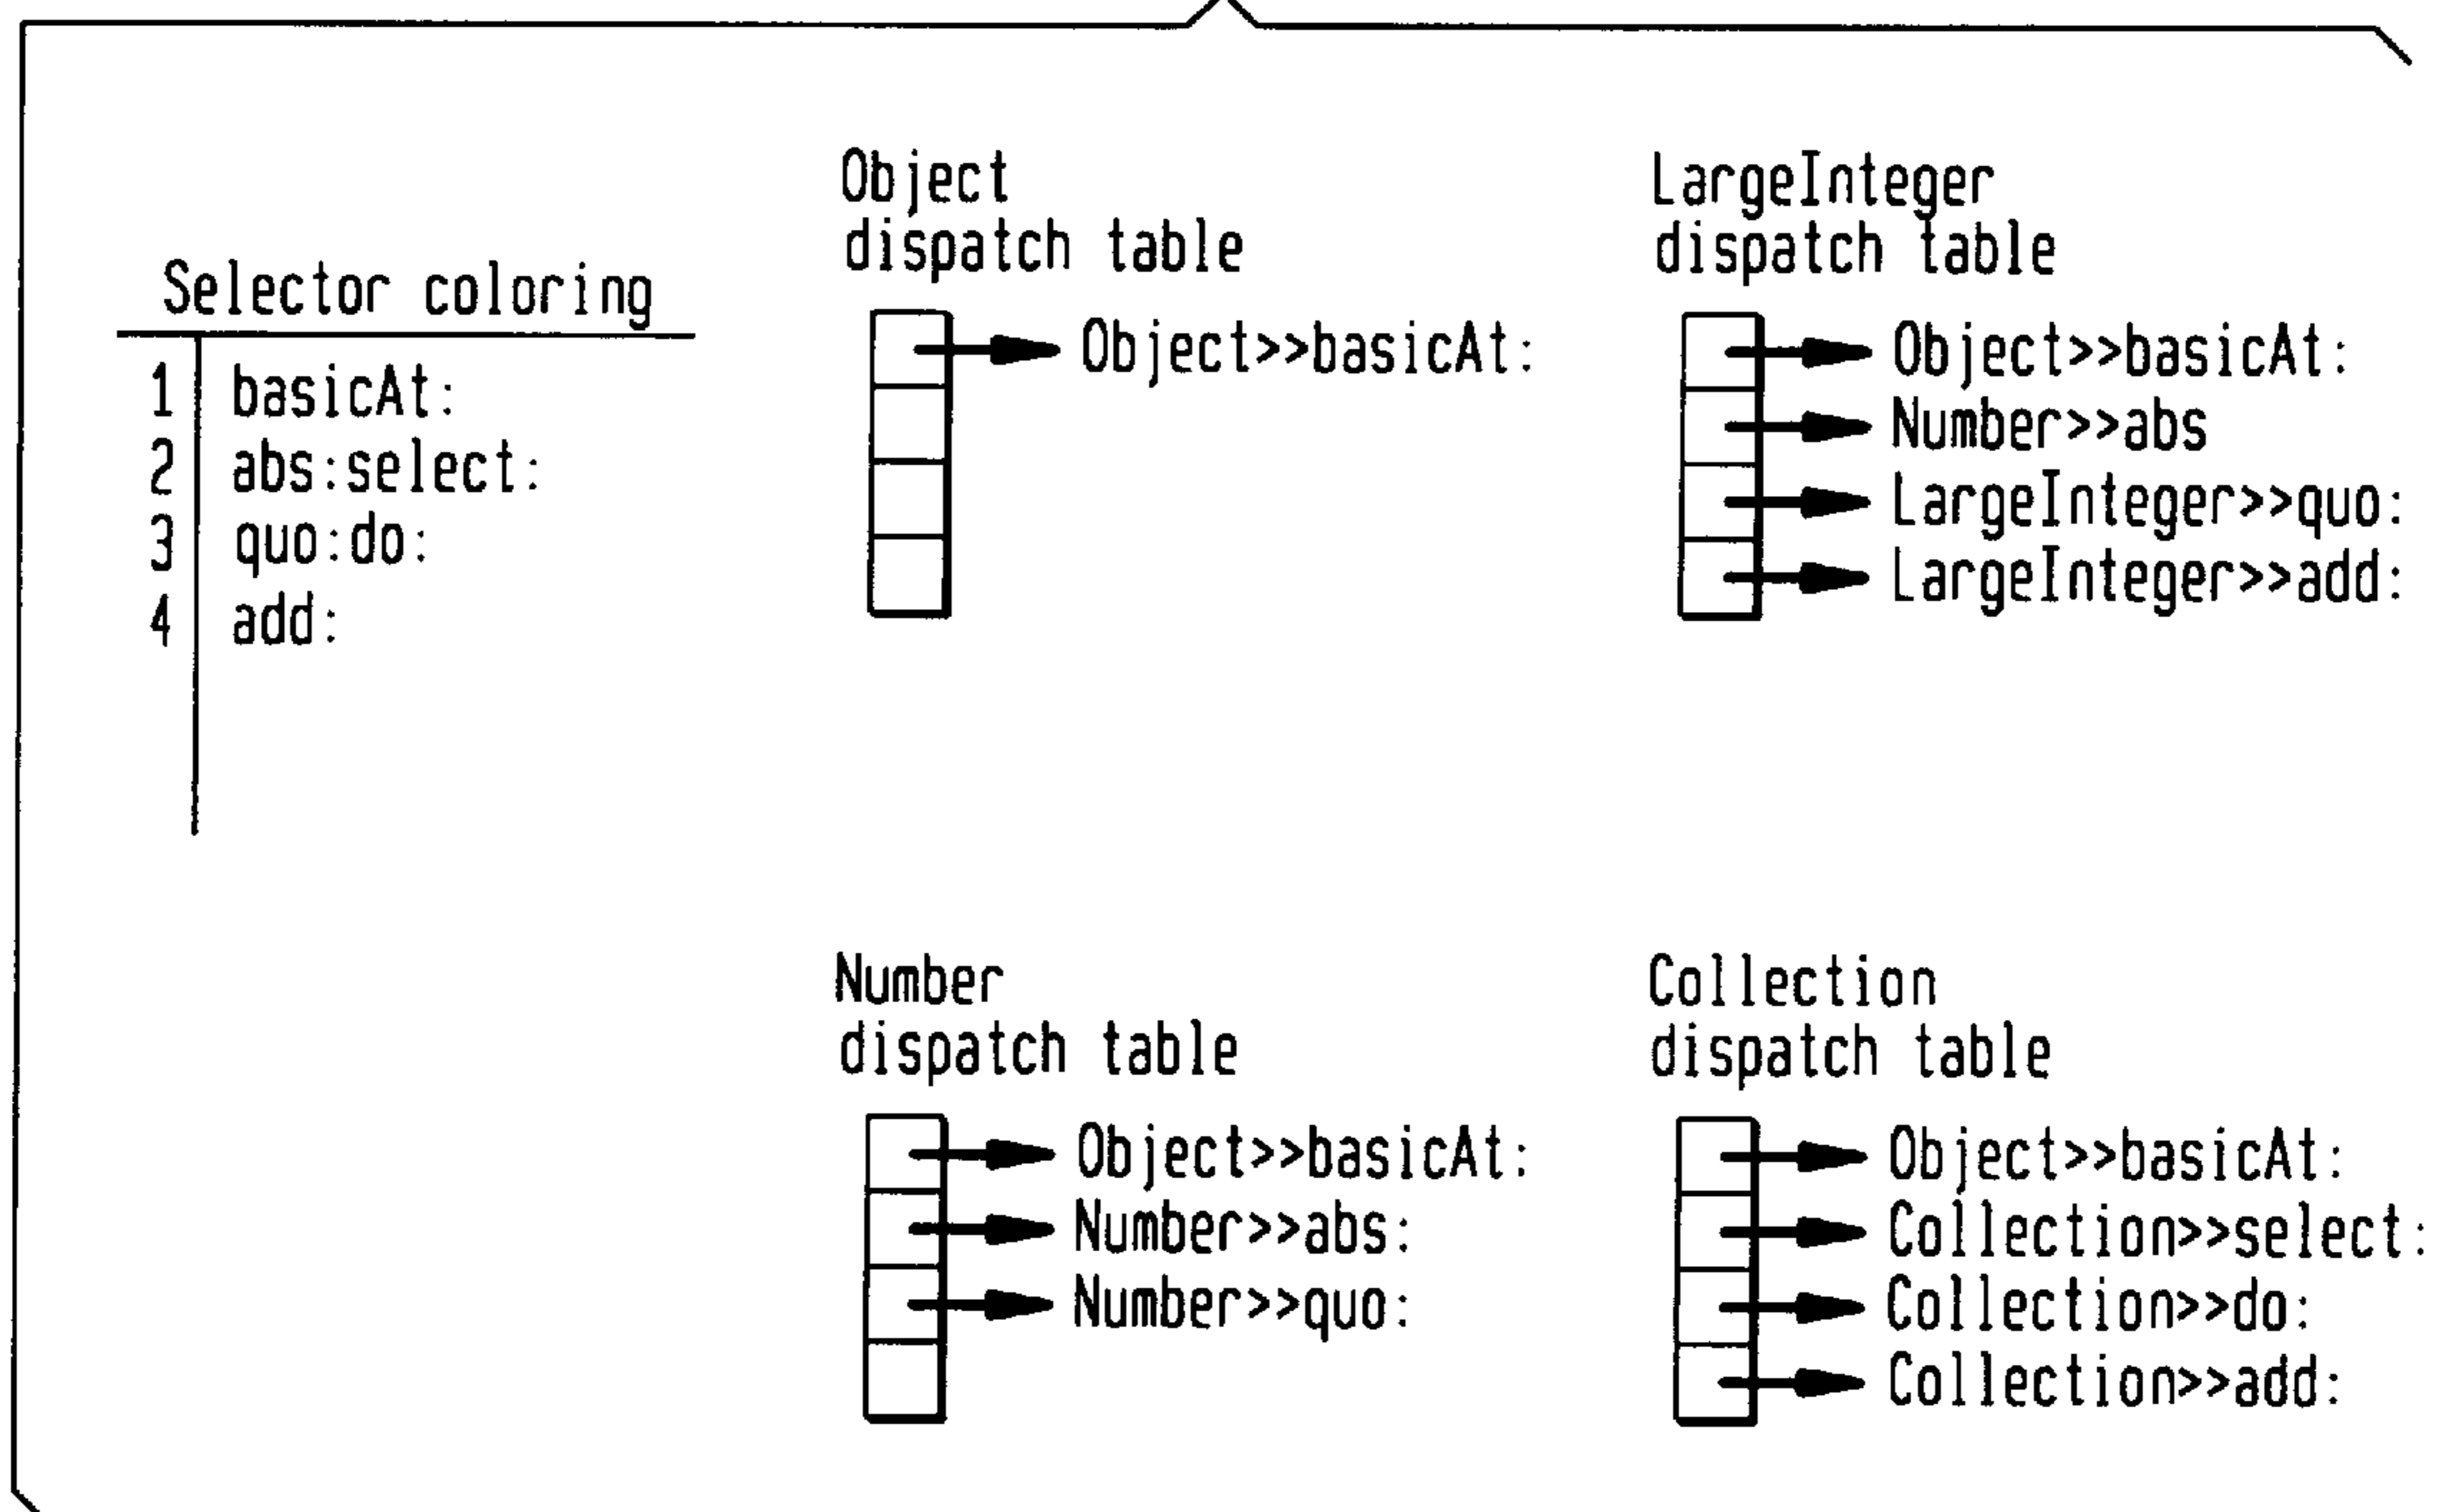 Selector coloring
1 basicAt:
2 abs:select:
3 quo:do:
4 add:
Object
dispatch table
Object>>basicAt:
LargeInteger
dispatch table
Object>>basicAt:
Number>>abs
LargeInteger>>quo:
LargeInteger>>add:
Number
dispatch table
Object>>basicAt:
Number>>abs:
Number>>quo:
Collection
dispatch table
Object>>basicAt:
Collection>>select:
Collection>>do:
Collection>>add: